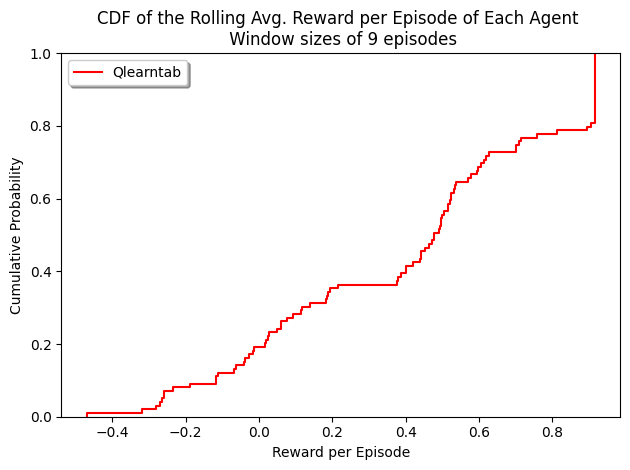 CDF of the Rolling Avg. Reward per Episode of Each Agent
Window sizes of 9 episodes
Qlearntab
1.0
0.8
0.6
0.4
0.2
0.0
Cumulative Probability
−0.4
−0.2
0.0
0.2
0.4
0.6
0.8
Reward per Episode